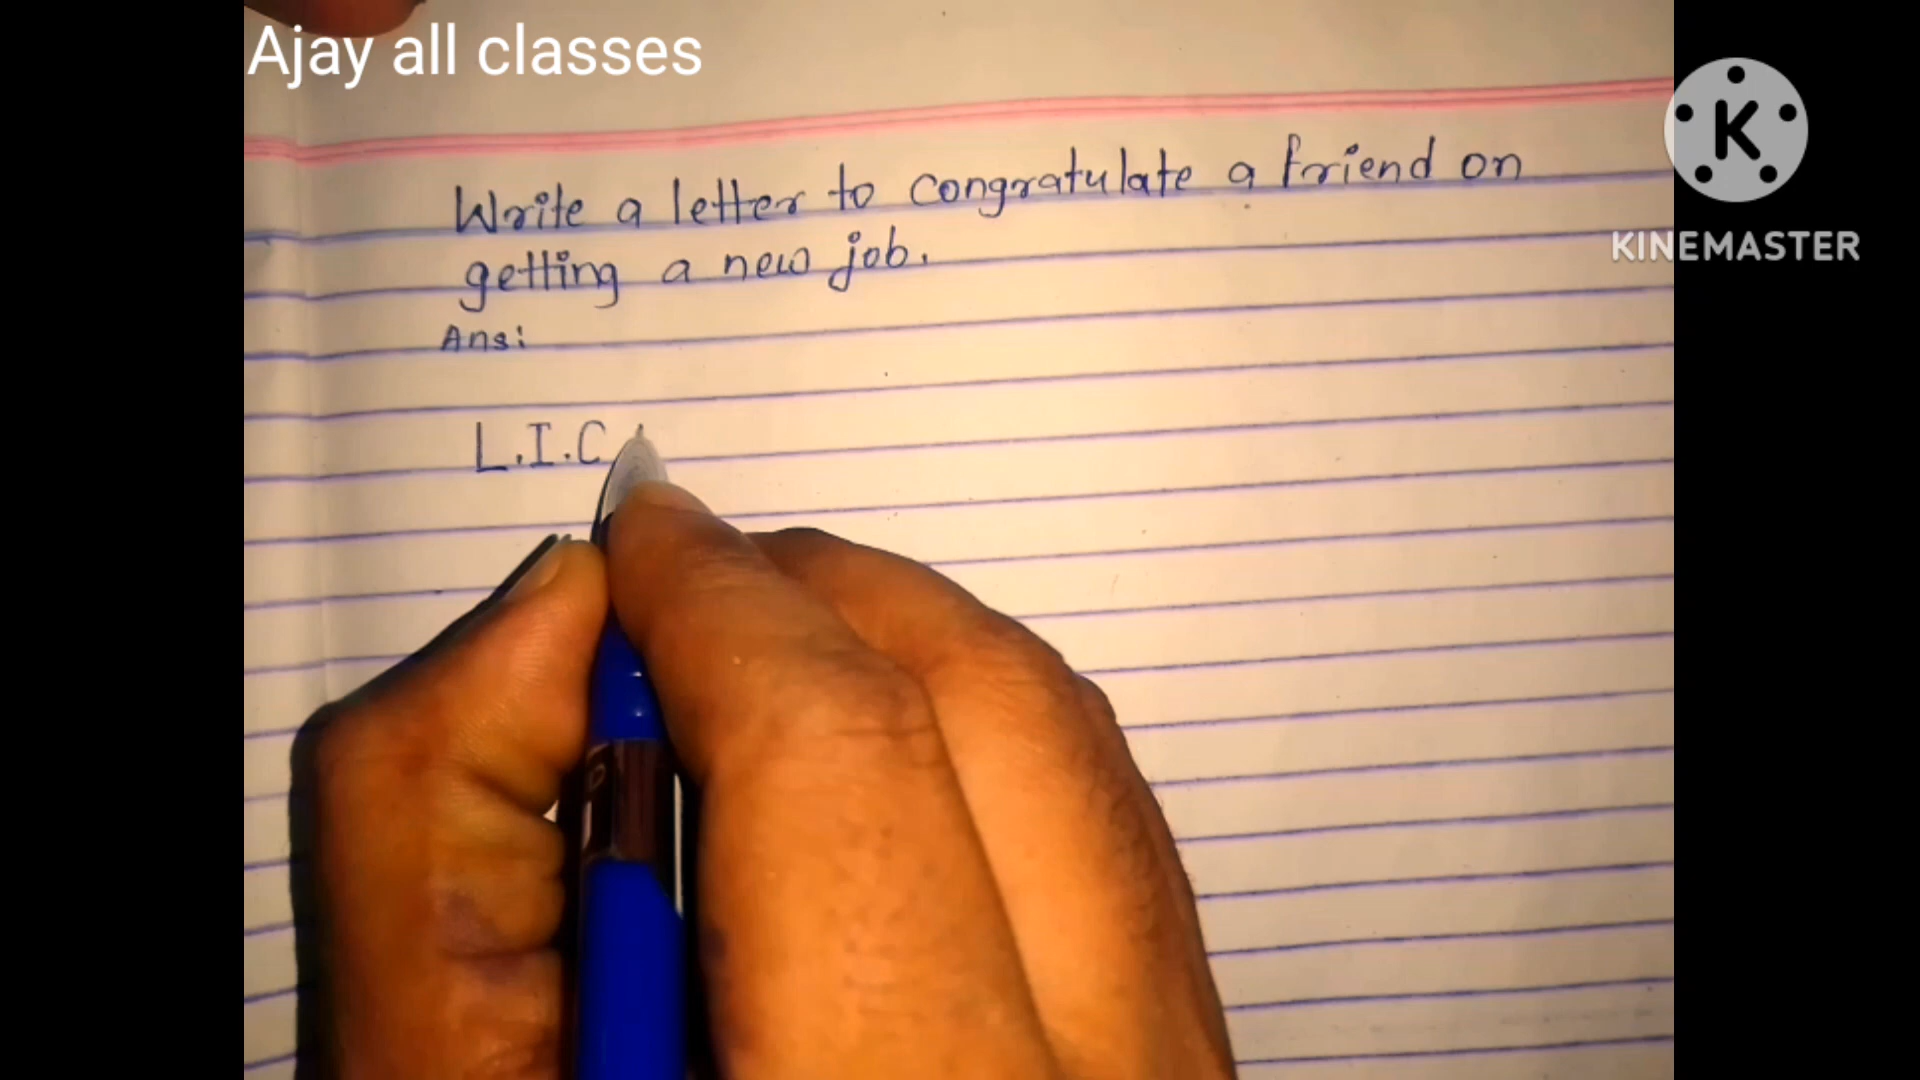 Ajay all classes
Write a letter to congratulate a friend on
getting a new job.
Ans:
L.I.C
K
KINEMASTER